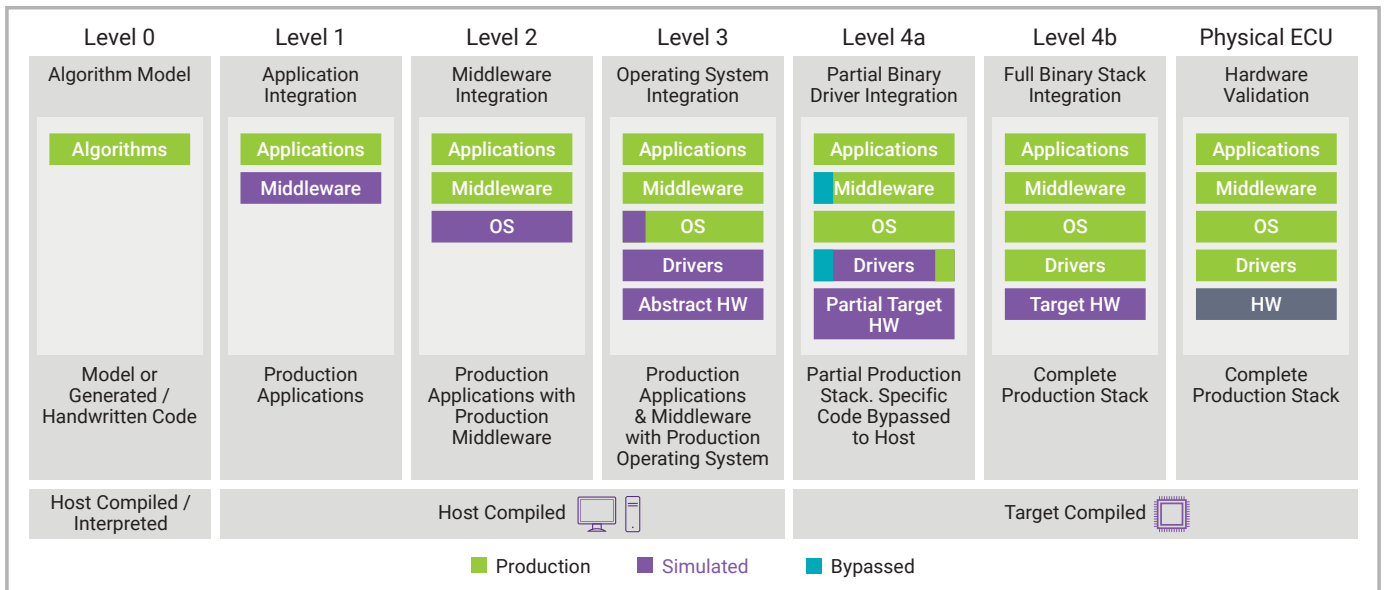 Level 0
Level 1
Level 2
Level 3
Level 4a
Level 4b
Physical ECU
Algorithm Model
Application
Integration
Middleware
Integration
Operating System
Integration
Partial Binary
Driver Integration
Full Binary Stack
Integration
Hardware
Validation
Algorithms
Applications
Middleware
Applications
Middleware
OS
Applications
Middleware
OS
Drivers
Abstract HW
Applications
Middleware
OS
Drivers
Partial Target
HW
Applications
Middleware
OS
Drivers
Target HW
Applications
Middleware
OS
Drivers
HW
Model or
Generated /
Handwritten Code
Production
Applications
Production
Applications with
Production
Middleware
Production
Applications
& Middleware
with Production
Operating System
Partial Production
Stack. Specific
Code Bypassed
to Host
Complete
Production Stack
Complete
Production Stack
Host Compiled /
Interpreted
Host Compiled
Target Compiled
Production
Simulated
Bypassed